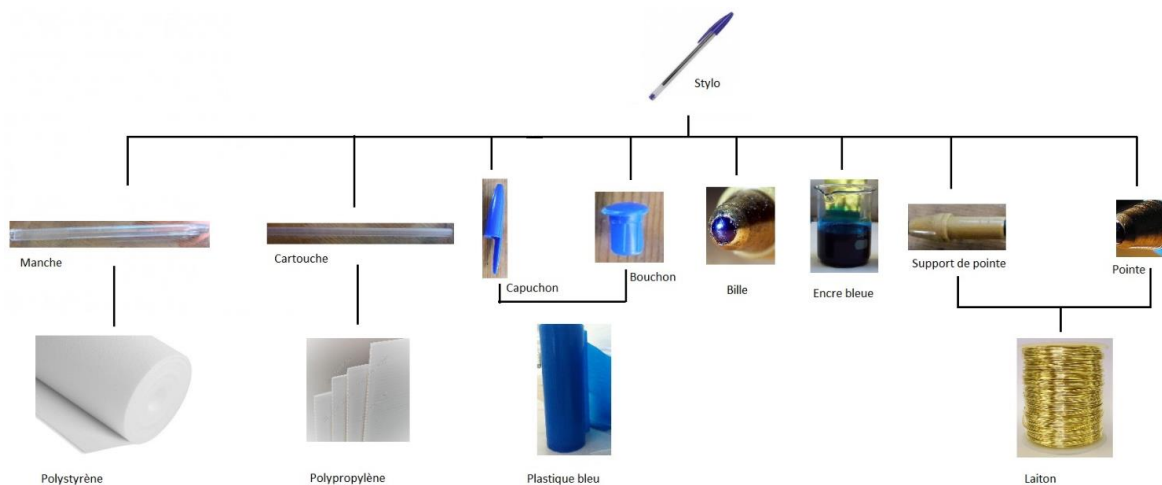 Stylo
Manche
Cartouche
Capuchon
Bouchon
Bille
Encre bleue
Support de pointe
Pointe
Polystyrène
Polypropylène
Plastique bleu
Laiton